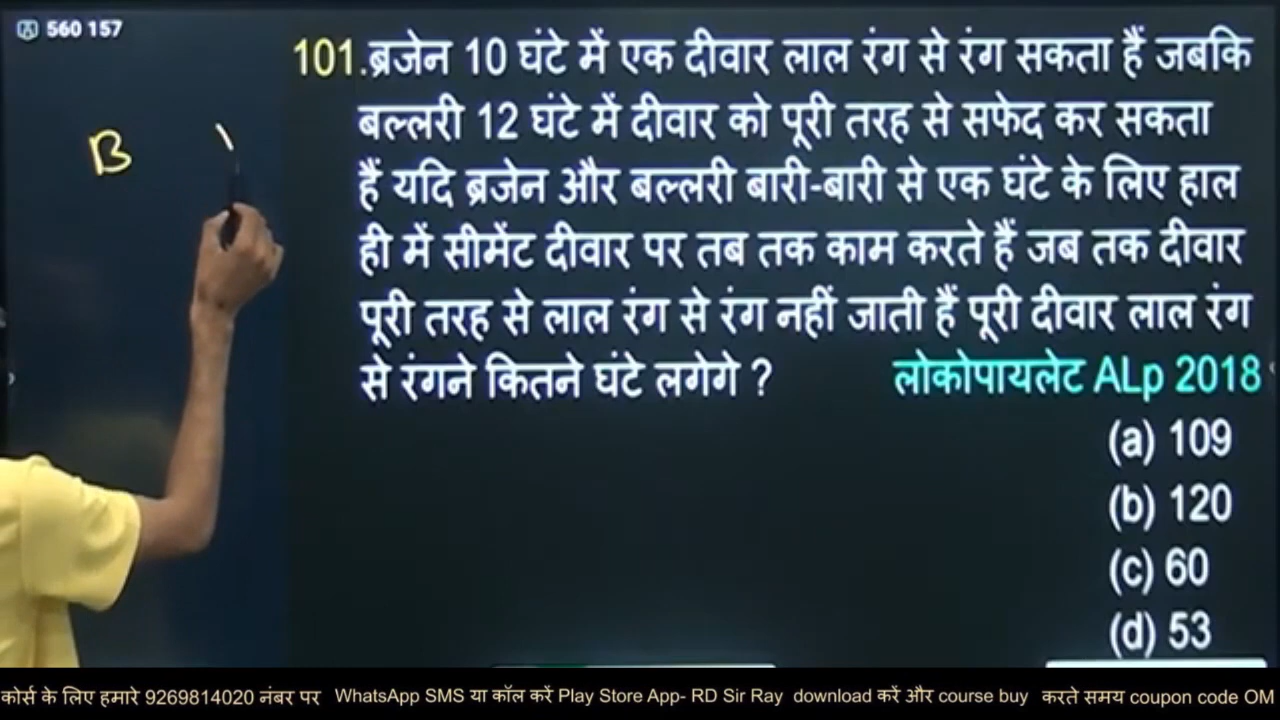 560 157
101.ब्रजेन 10 घंटे में एक दीवार लाल रंग से रंग सकता हैं जबकि
बल्लरी 12 घंटे में दीवार को पूरी तरह से सफेद कर सकता
हैं यदि ब्रजेन और बल्लरी बारी-बारी से एक घंटे के लिए हाल
ही में सीमेंट दीवार पर तब तक काम करते हैं जब तक दीवार
पूरी तरह से लाल रंग से रंग नहीं जाती हैं पूरी दीवार लाल रंग
से रंगने कितने घंटे लगेगे ?
लोकोपायलेट ALp 2018
B
(a) 109
(b) 120
(c) 60
(d) 53
कोर्स के लिए हमारे 9269814020 नंबर पर WhatsApp SMS या कॉल करें Play Store App- RD Sir Ray download करें और course buy करते समय coupon code OM